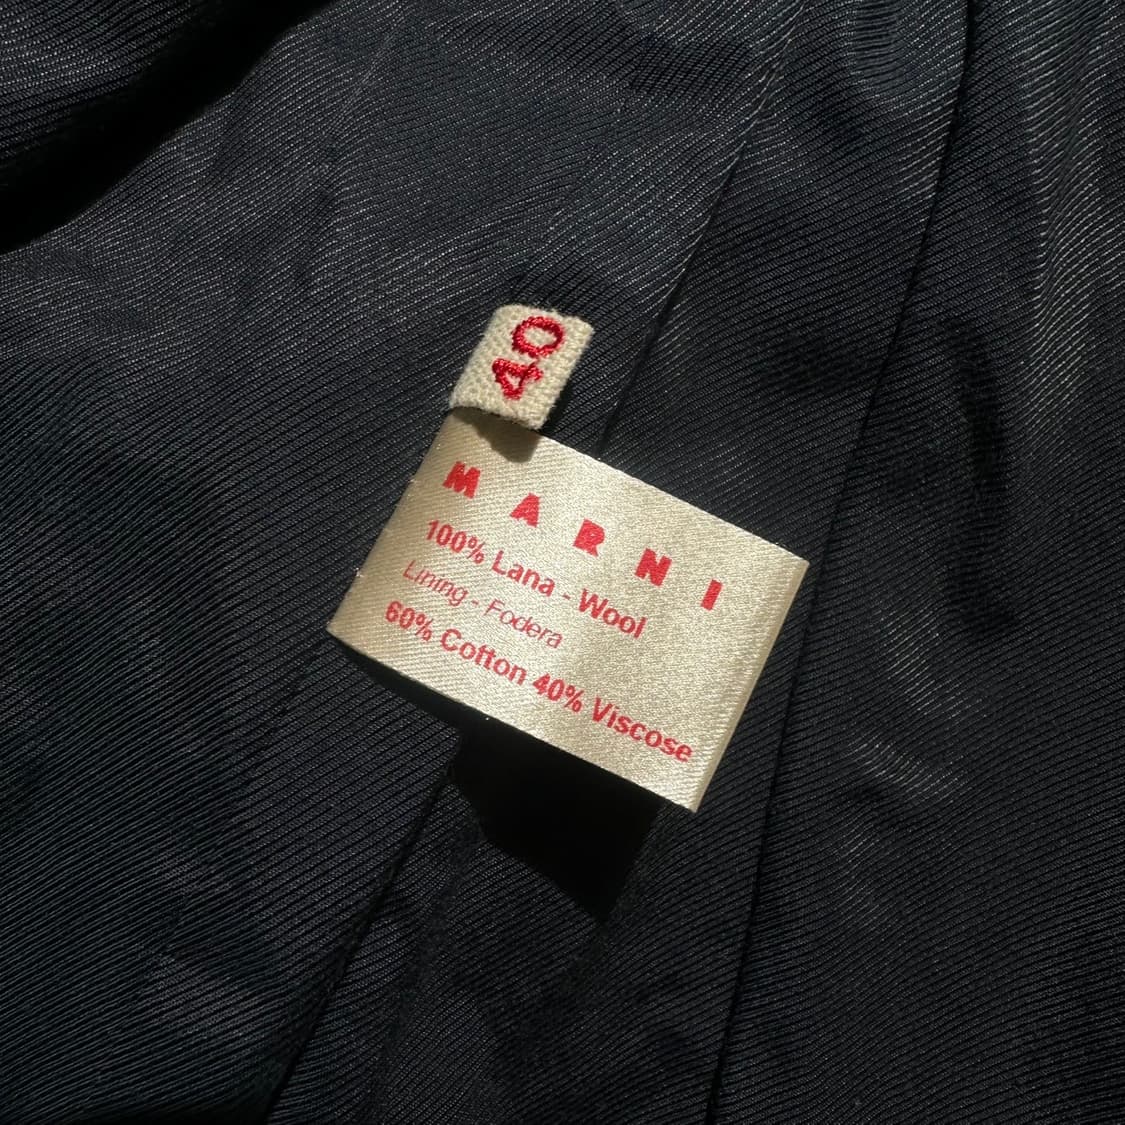 40
MARNI
100% Lana - Wool
Lining - Fodera
60% Cotton 40% Viscose